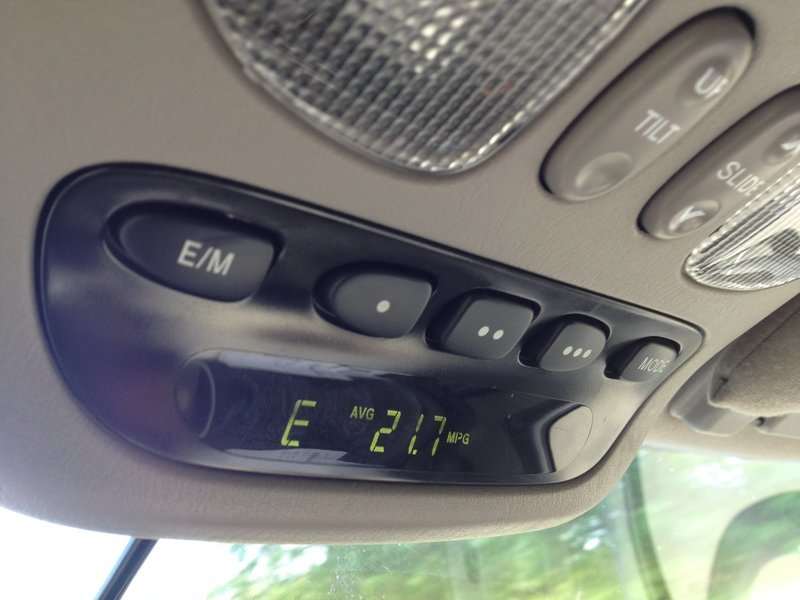 UP
TILT
SLIDE
E/M
MODE
E AVG 21.7 MPG